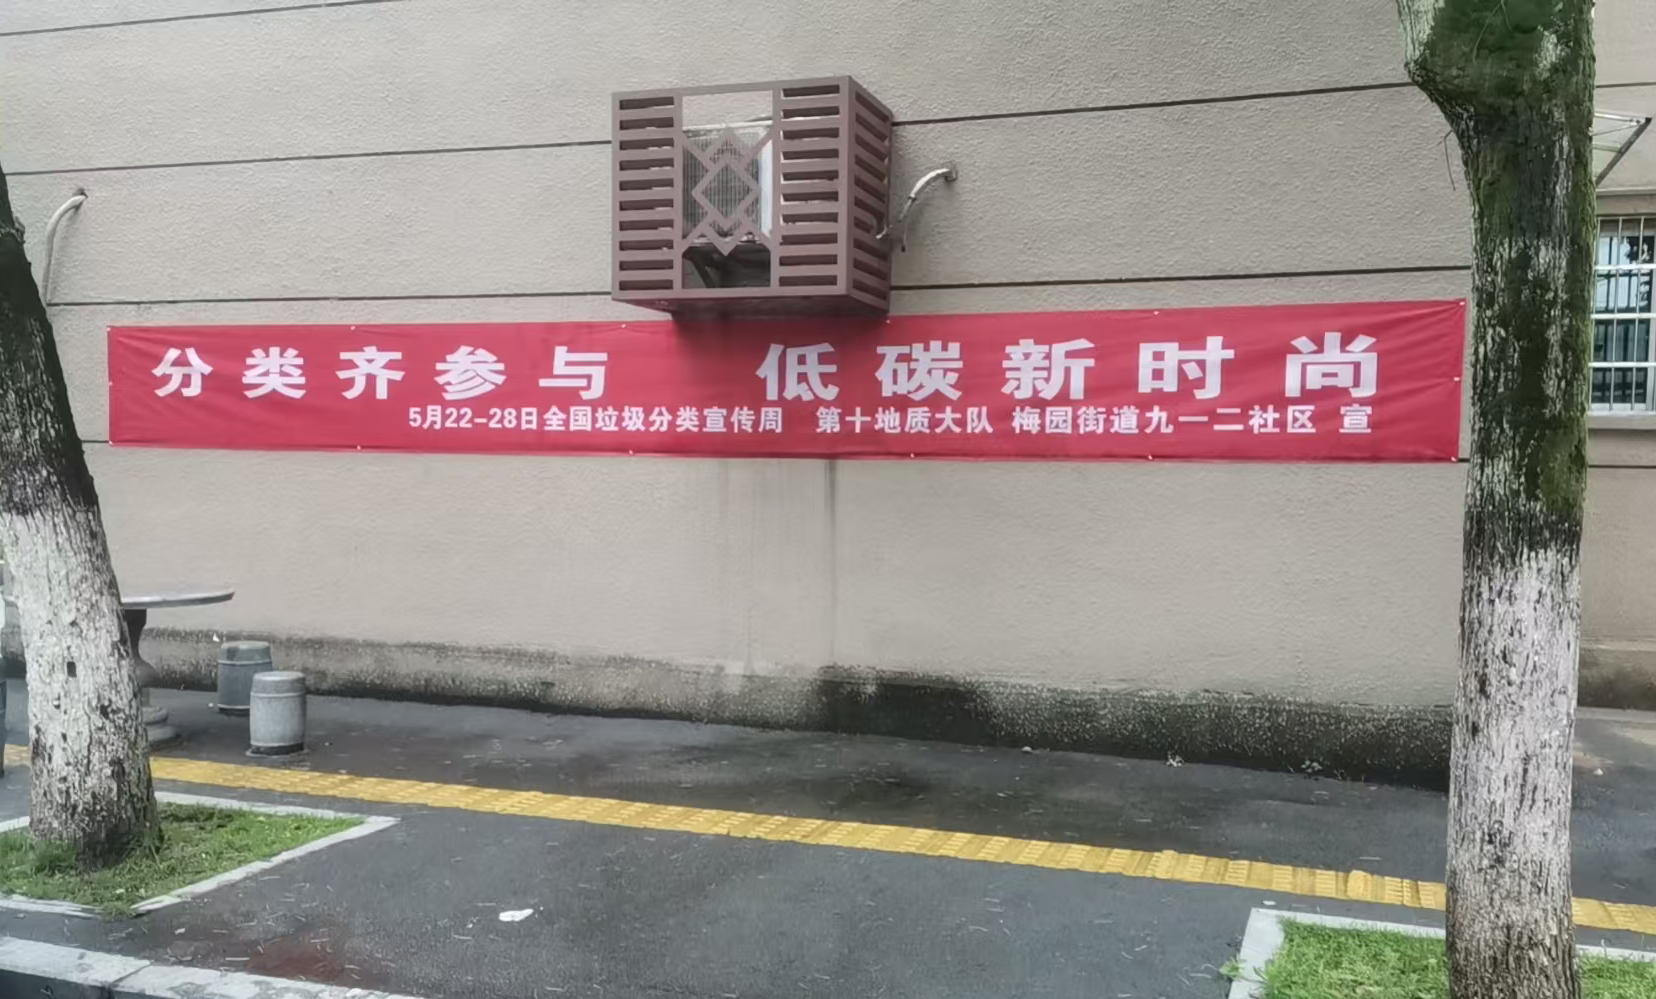 分类齐参与 低碳新时尚
5月22-28日全国垃圾分类宣传周 第十地质大队 梅园街道九一二社区 宣